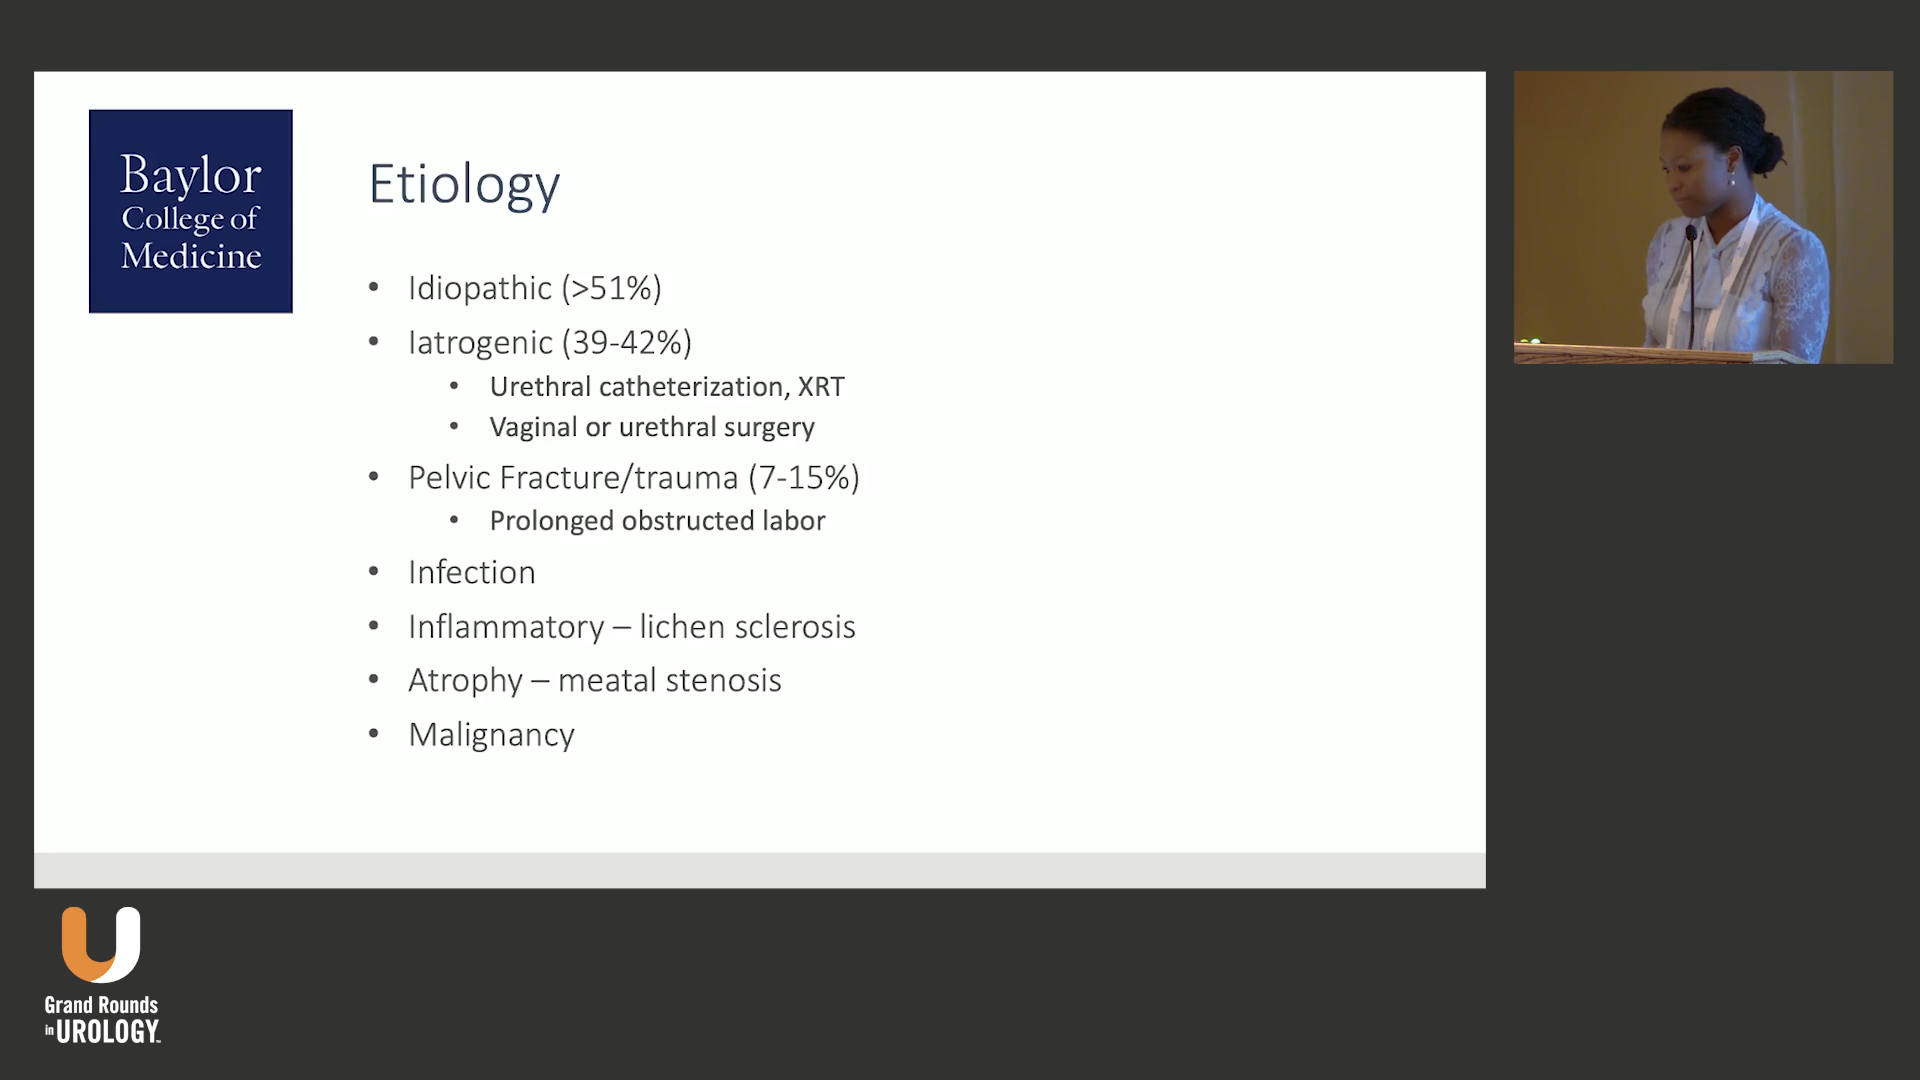 Baylor
College of
Medicine
Etiology
• Idiopathic (>51%)
• Iatrogenic (39-42%)
• Urethral catheterization, XRT
• Vaginal or urethral surgery
• Pelvic Fracture/trauma (7-15%)
• Prolonged obstructed labor
• Infection
• Inflammatory – lichen sclerosis
• Atrophy – meatal stenosis
• Malignancy
Grand Rounds
in UROLOGY™